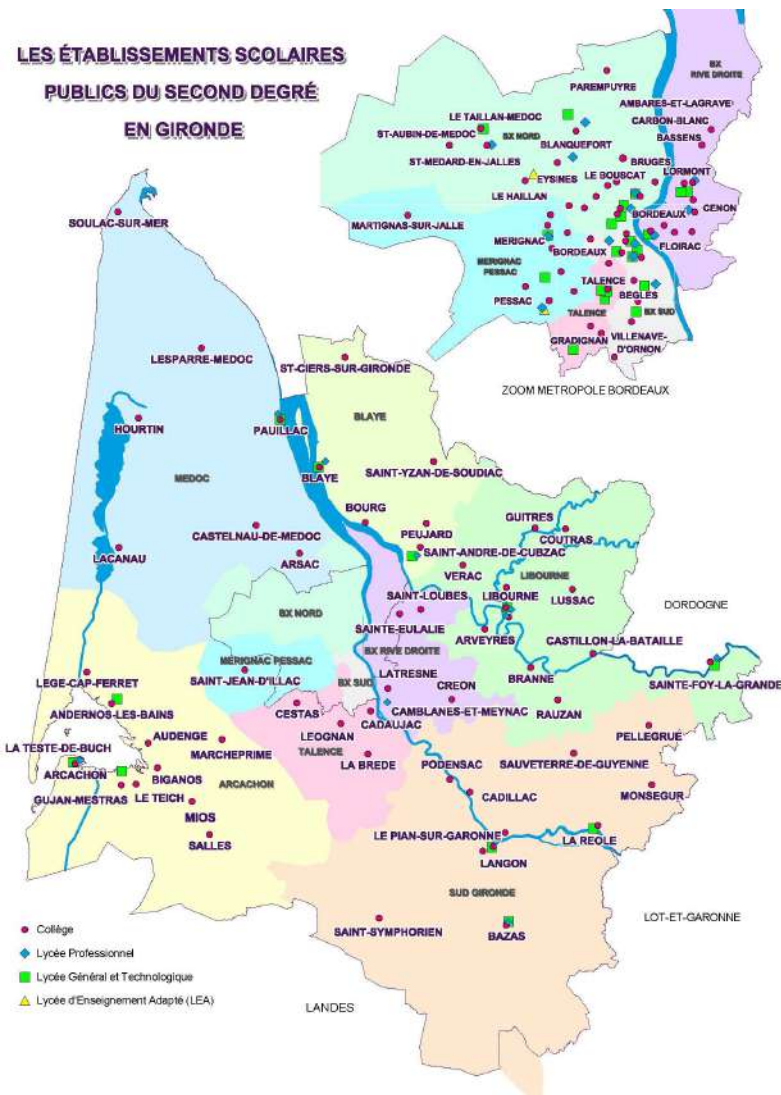 LES ÉTABLISSEMENTS SCOLAIRES
PUBLICS DU SECOND DEGRÉ
EN GIRONDE
BX
RIVE DROITE
PAREMPUYRE
AMBARES-ET-LAGRAVE
LE TAILLAN-MEDOC
CARBON-BLANC
ST-AUBIN-DE-MEDOC
BX NORD
BASSENS
BLANQUEFORT
ST-MEDARD-EN-JALLES
BRUGES
EYSINES
LE BOUSCAT
LORMONT
LE HAILLAN
CENON
MARTIGNAS-SUR-JALLE
BORDEAUX
MERIGNAC
BORDEAUX
FLOIRAC
MERIGNAC
PESSAC
TALENCE
PESSAC
BEGLES
TALENCE
BX SUD
GRADIGNAN
VILLENAVE-
D'ORNON
ZOOM METROPOLE BORDEAUX
SOULAC-SUR-MER
LESPARRE-MEDOC
ST-CIERS-SUR-GIRONDE
HOURTIN
PAUILLAC
BLAYE
MEDOC
BLAYE
SAINT-YZAN-DE-SOUDIAC
BOURG
GUITRES
CASTELNAU-DE-MEDOC
PEUJARD
COUTRAS
LACANAU
ARSAC
SAINT-ANDRE-DE-CUBZAC
VERAC
LIBOURNE
SAINT-LOUBES
LIBOURNE
LUSSAC
DORDOGNE
BX NORD
SAINTE-EULALIE
ARVEYRES
CASTILLON-LA-BATAILLE
BX RIVE DROITE
MERIGNAC PESSAC
SAINT-JEAN-D'ILLAC
BX SUD
LATRESNE
BRANNE
SAINTE-FOY-LA-GRANDE
LEGE-CAP-FERRET
CREON
ANDERNOS-LES-BAINS
CESTAS
CAMBLANES-ET-MEYNAC
RAUZAN
CADAUJAC
LEOGNAN
PELLEGRUE
AUDENGE
MARCHEPRIME
TALENCE
LA TESTE-DE-BUCH
LA BREDE
PODENSAC
SAUVETERRE-DE-GUYENNE
ARCACHON
BIGANOS
ARCACHON
MONSEGUR
GUJAN-MESTRAS
LE TEICH
CADILLAC
MIOS
LE PIAN-SUR-GARONNE
LA REOLE
SALLES
LANGON
SUD GIRONDE
SAINT-SYMPHORIEN
LOT-ET-GARONNE
BAZAS
Collège
Lycée Professionnel
Lycée Général et Technologique
Lycée d'Enseignement Adapté (LEA)
LANDES